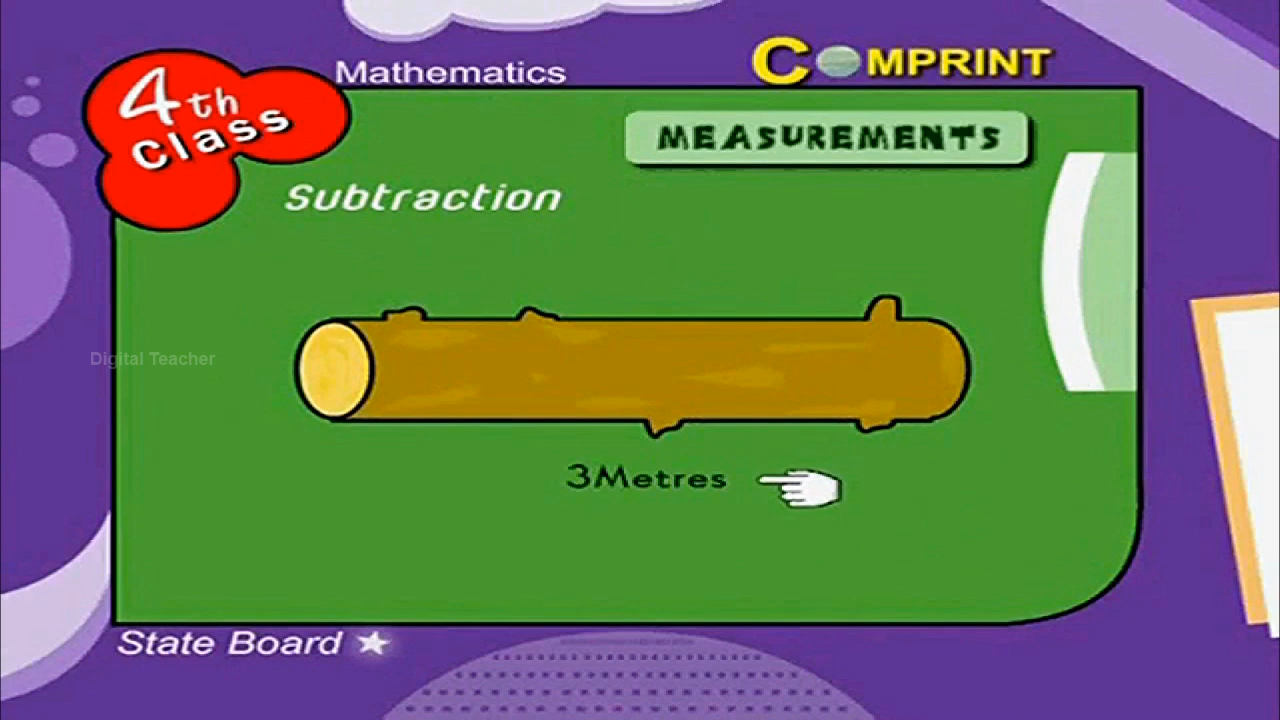 Mathematics
COMPRINT
4th
Class
MEASUREMENTS
Subtraction
Digital Teacher
3Metres
State Board